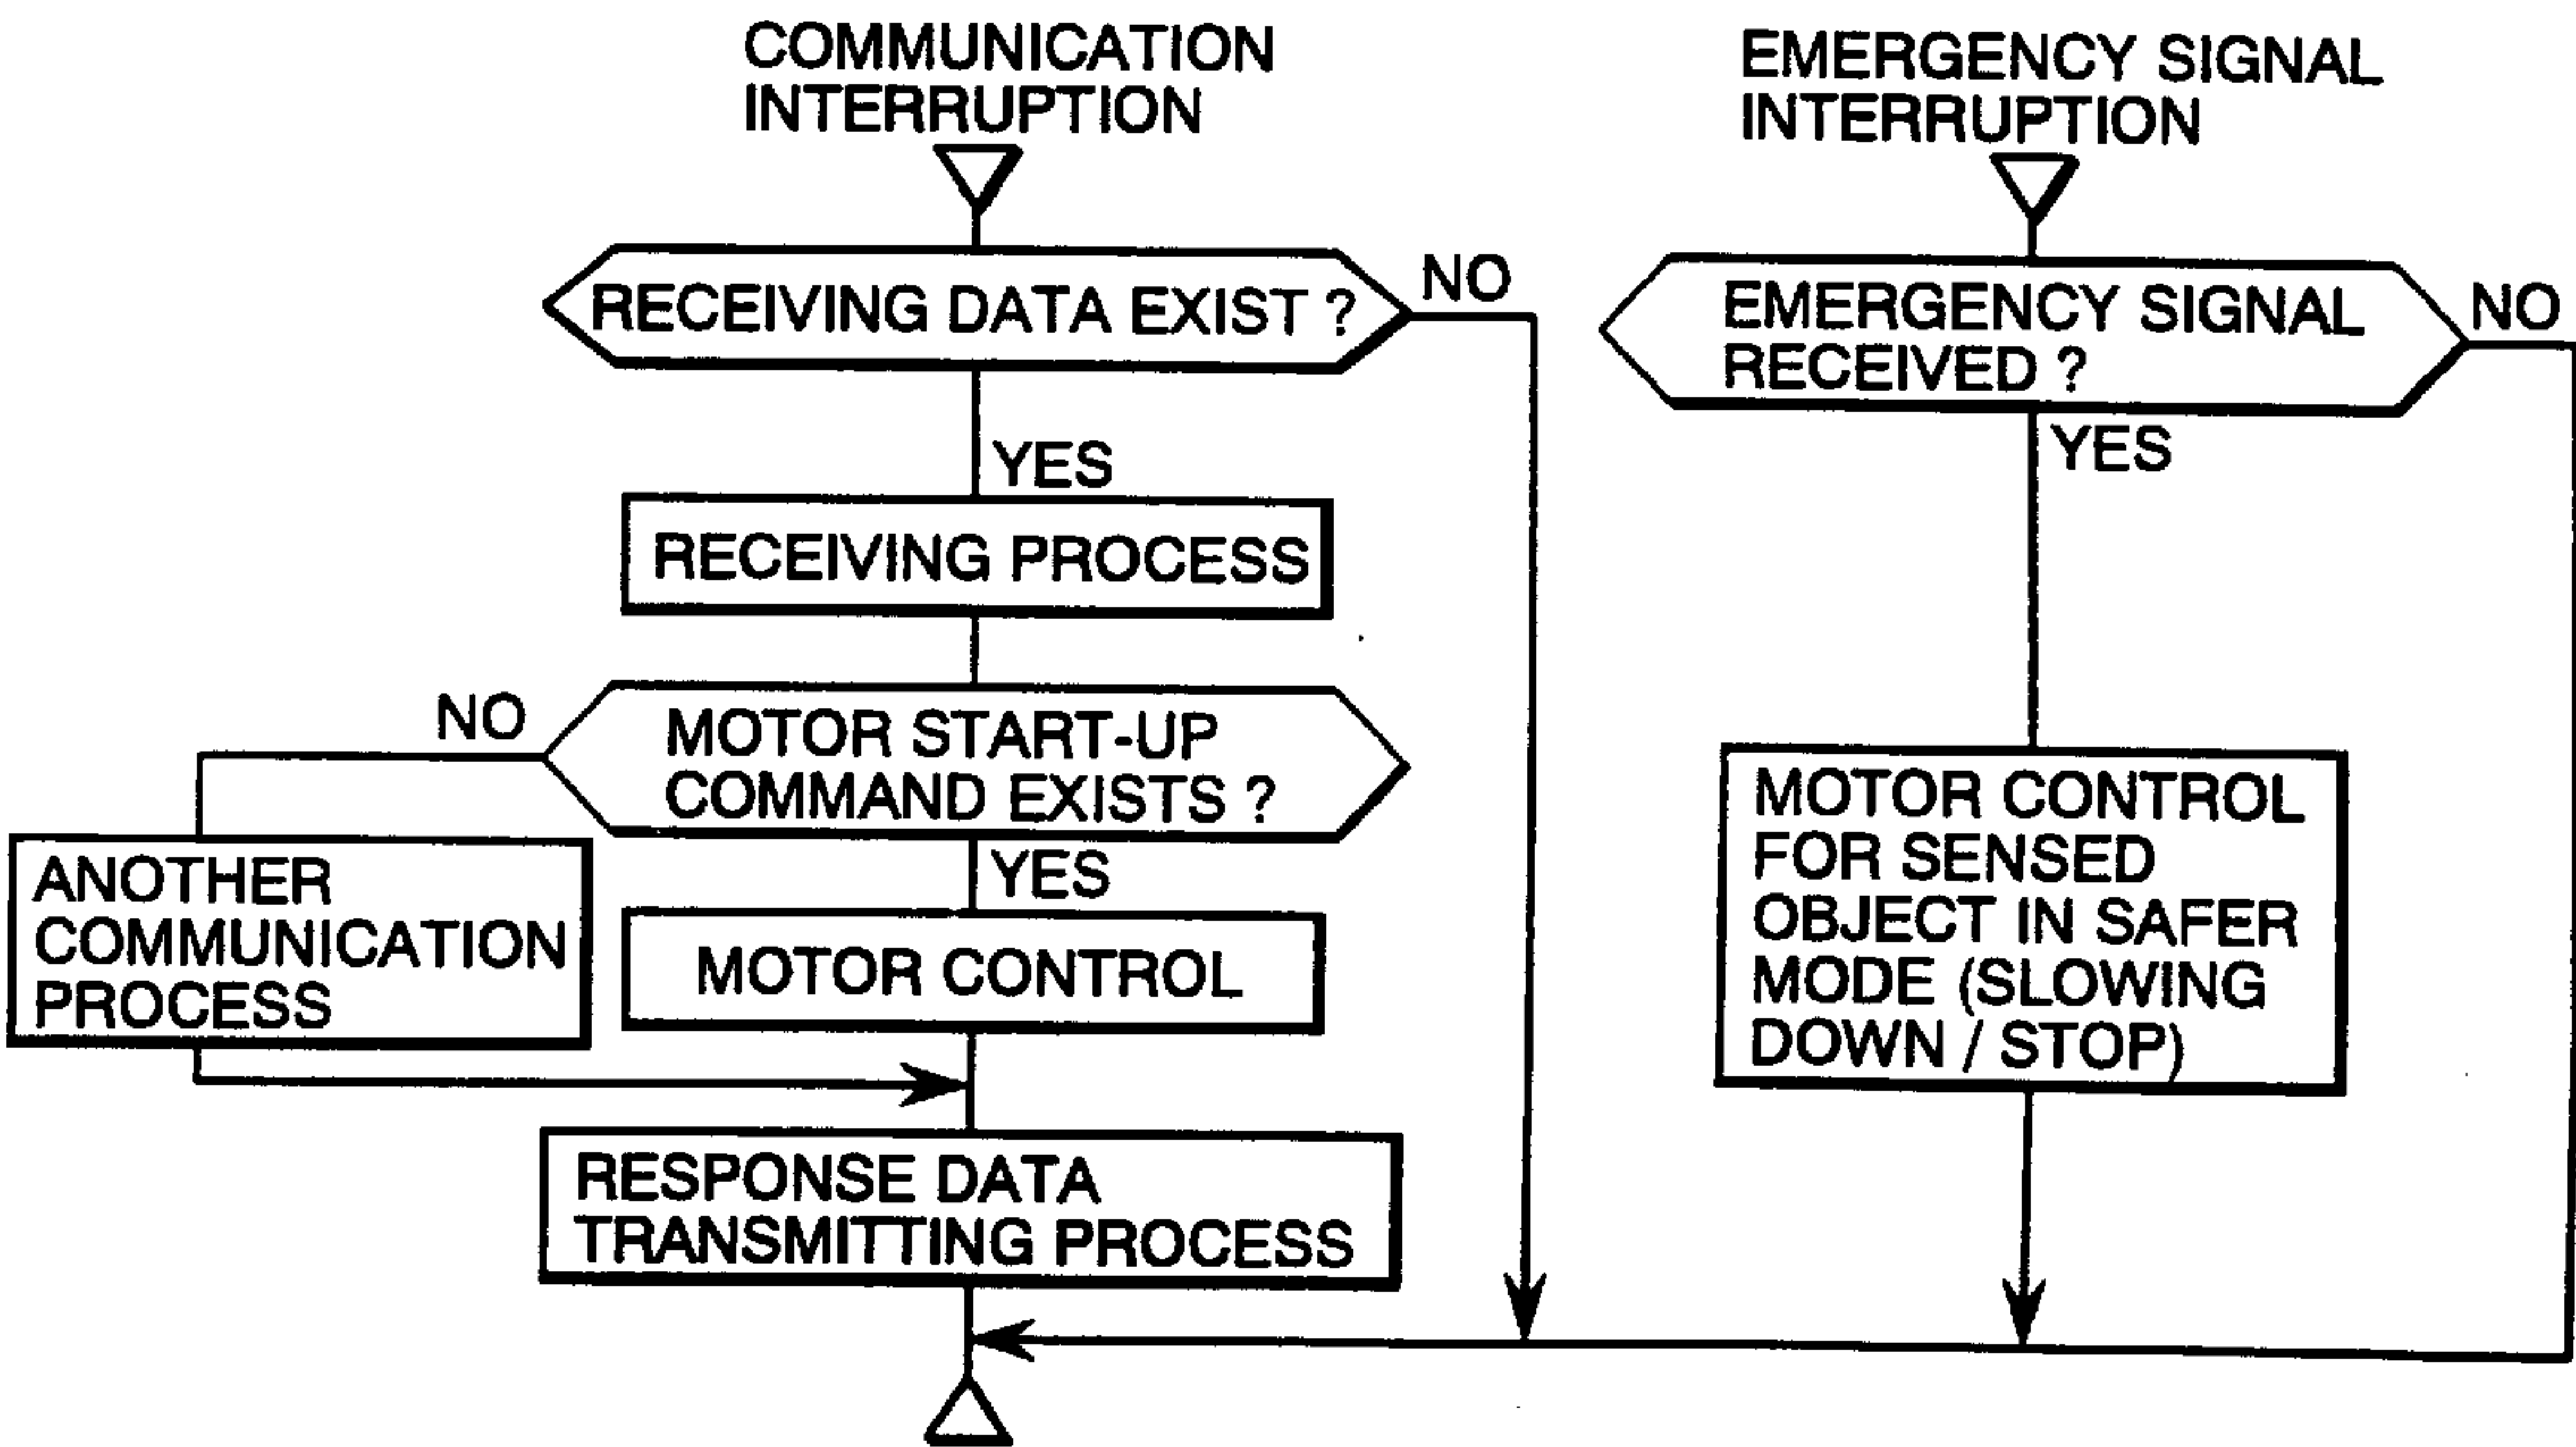 COMMUNICATION
INTERRUPTION
RECEIVING DATA EXIST ?
NO
YES
RECEIVING PROCESS
MOTOR START-UP
COMMAND EXISTS ?
NO
YES
ANOTHER
COMMUNICATION
PROCESS
MOTOR CONTROL
RESPONSE DATA
TRANSMITTING PROCESS
EMERGENCY SIGNAL
INTERRUPTION
EMERGENCY SIGNAL
RECEIVED ?
NO
YES
MOTOR CONTROL
FOR SENSED
OBJECT IN SAFER
MODE (SLOWING
DOWN / STOP)